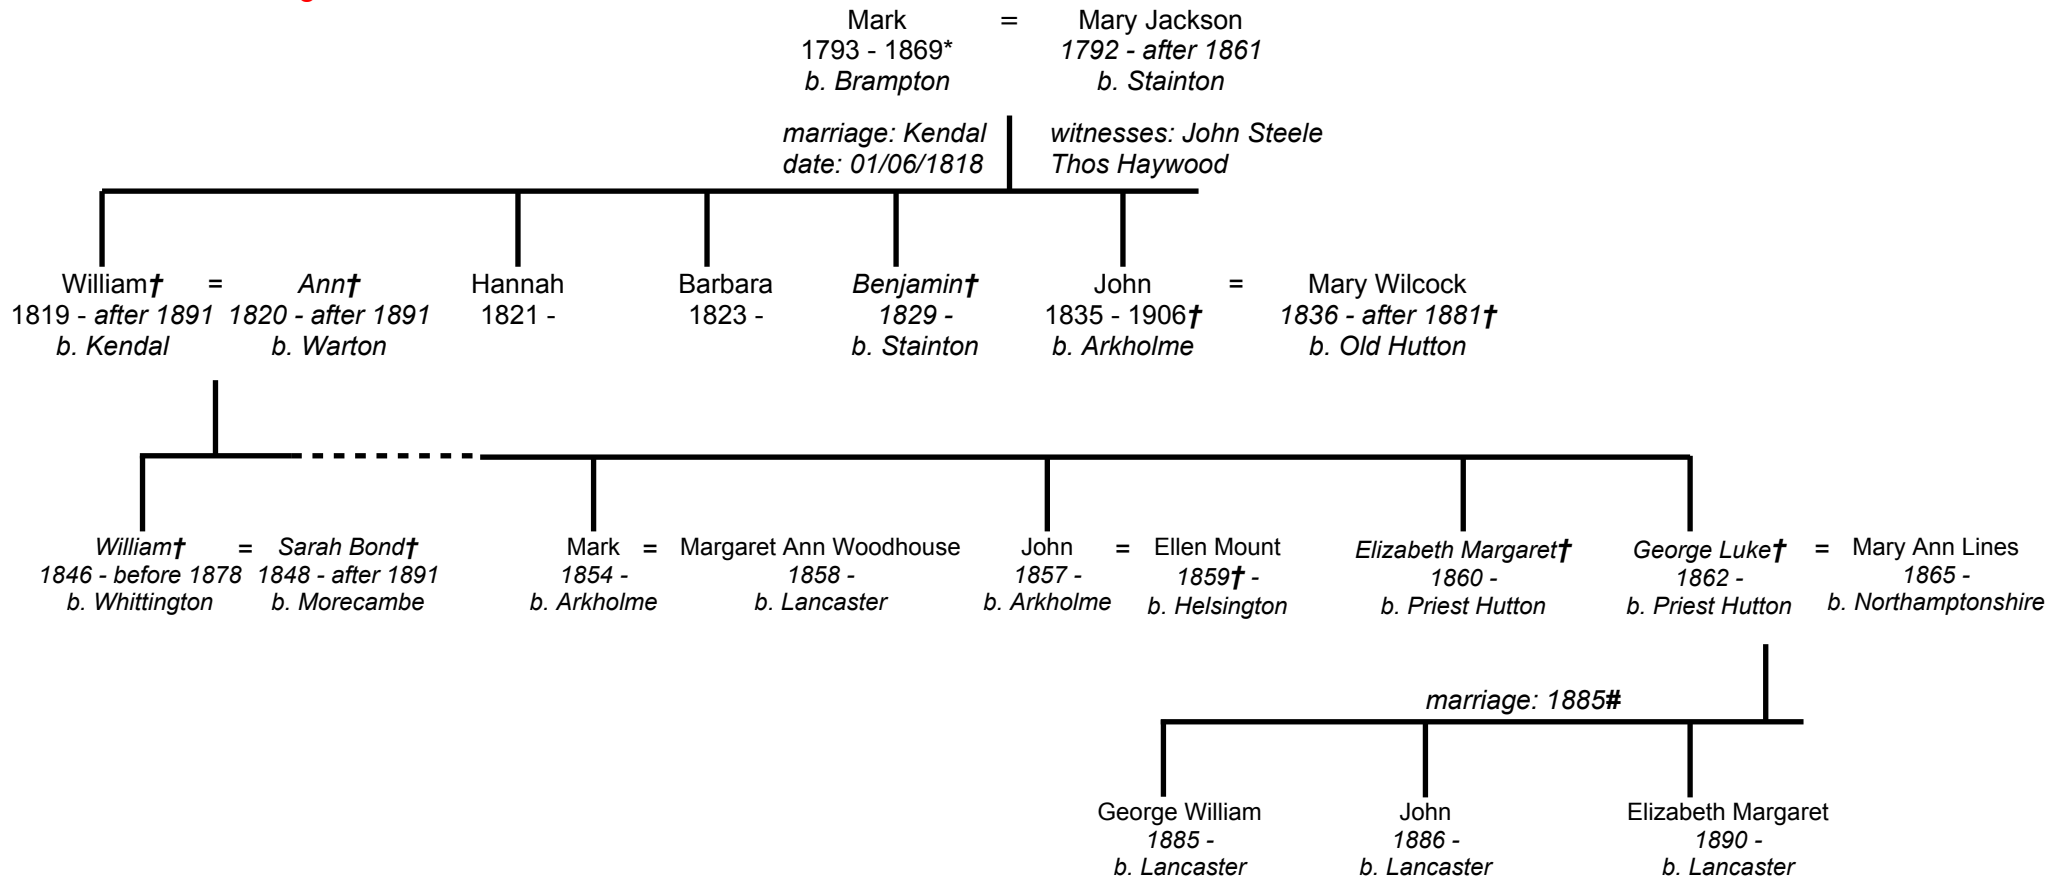 Mark = Mary Jackson
1793 - 1869* 1792 - after 1861
b. Brampton b. Stainton
marriage: Kendal witnesses: John Steele
date: 01/06/1818 Thos Haywood
William† = Ann† Hannah Barbara Benjamin† John = Mary Wilcock
1819 - after 1891 1820 - after 1891 1821 - 1823 - 1829 - 1835 - 1906† 1836 - after 1881†
b. Kendal b. Warton b. Stainton b. Arkholme b. Old Hutton
William† = Sarah Bond† Mark = Margaret Ann Woodhouse John = Ellen Mount Elizabeth Margaret† George Luke† = Mary Ann Lines
1846 - before 1878 1848 - after 1891 1854 - 1858 - 1857 - 1859† - 1860 - 1862 - 1865 -
b. Whittington b. Morecambe b. Arkholme b. Lancaster b. Arkholme b. Helsington b. Priest Hutton b. Priest Hutton b. Northamptonshire
marriage: 1885#
George William John Elizabeth Margaret
1885 - 1886 - 1890 -
b. Lancaster b. Lancaster b. Lancaster